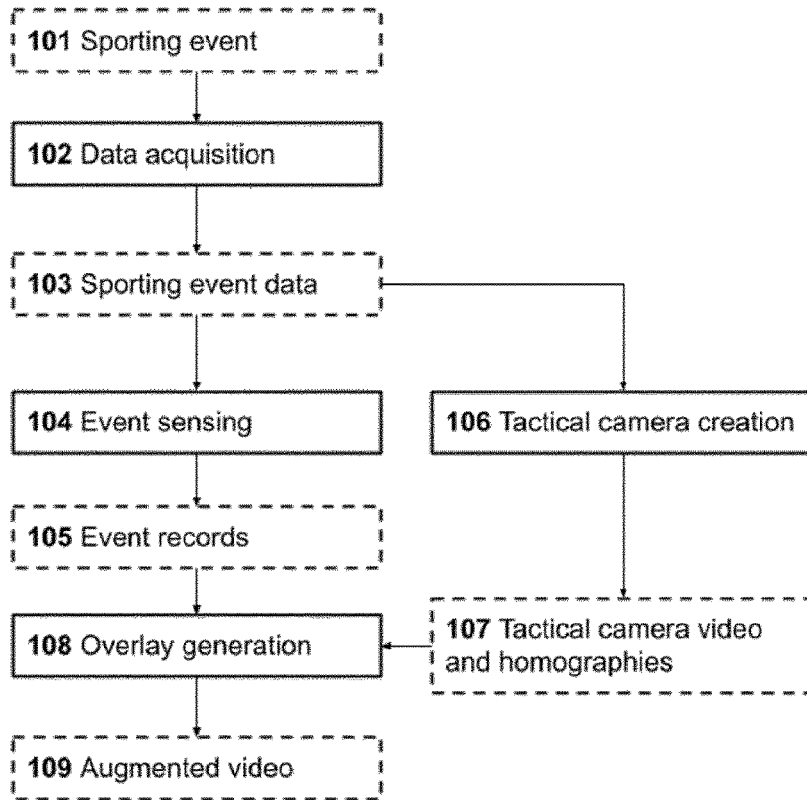 101 Sporting event
102 Data acquisition
103 Sporting event data
104 Event sensing
106 Tactical camera creation
105 Event records
107 Tactical camera video
and homographies
108 Overlay generation
109 Augmented video